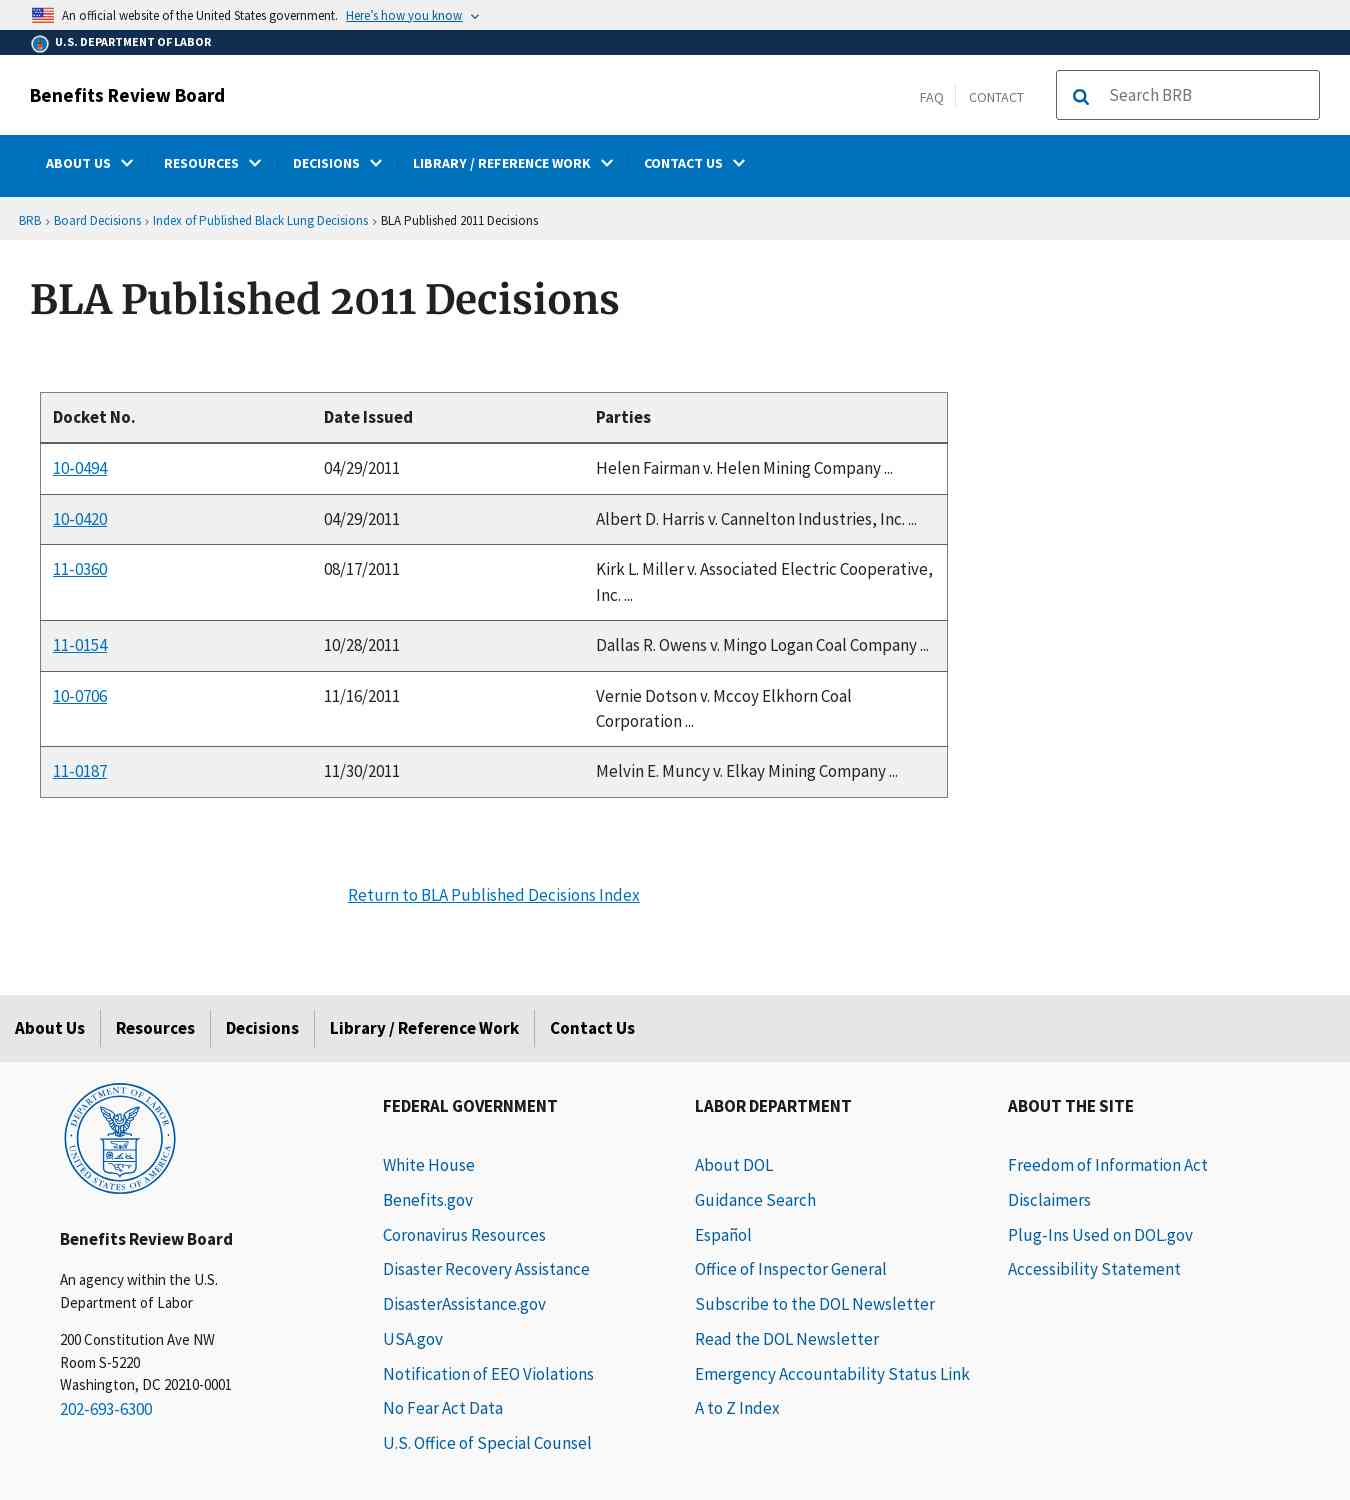 An official website of the United States government. Here’s how you know
U.S. DEPARTMENT OF LABOR
Benefits Review Board
FAQ CONTACT Search BRB
ABOUT US RESOURCES DECISIONS LIBRARY / REFERENCE WORK CONTACT US
BRB › Board Decisions › Index of Published Black Lung Decisions › BLA Published 2011 Decisions
BLA Published 2011 Decisions
Docket No. Date Issued Parties
10-0494 04/29/2011 Helen Fairman v. Helen Mining Company ...
10-0420 04/29/2011 Albert D. Harris v. Cannelton Industries, Inc. ...
11-0360 08/17/2011 Kirk L. Miller v. Associated Electric Cooperative,
Inc. ...
11-0154 10/28/2011 Dallas R. Owens v. Mingo Logan Coal Company ...
10-0706 11/16/2011 Vernie Dotson v. Mccoy Elkhorn Coal
Corporation ...
11-0187 11/30/2011 Melvin E. Muncy v. Elkay Mining Company ...
Return to BLA Published Decisions Index
About Us Resources Decisions Library / Reference Work Contact Us
DEPARTMENT OF LABOR
UNITED STATES OF AMERICA
Benefits Review Board
An agency within the U.S.
Department of Labor
200 Constitution Ave NW
Room S-5220
Washington, DC 20210-0001
202-693-6300
FEDERAL GOVERNMENT
White House
Benefits.gov
Coronavirus Resources
Disaster Recovery Assistance
DisasterAssistance.gov
USA.gov
Notification of EEO Violations
No Fear Act Data
U.S. Office of Special Counsel
LABOR DEPARTMENT
About DOL
Guidance Search
Español
Office of Inspector General
Subscribe to the DOL Newsletter
Read the DOL Newsletter
Emergency Accountability Status Link
A to Z Index
ABOUT THE SITE
Freedom of Information Act
Disclaimers
Plug-Ins Used on DOL.gov
Accessibility Statement